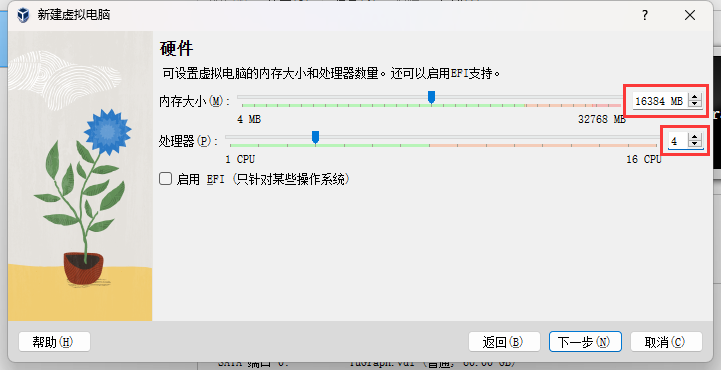 新建虚拟电脑
?
硬件
可设置虚拟电脑的内存大小和处理器数量。还可以启用EFI支持。
内存大小(M): 16384 MB
4 MB 32768 MB
处理器(P): 4
1 CPU 16 CPU
启用 EFI (只针对某些操作系统)
帮助(H) 返回(B) 下一步(N) 取消(C)